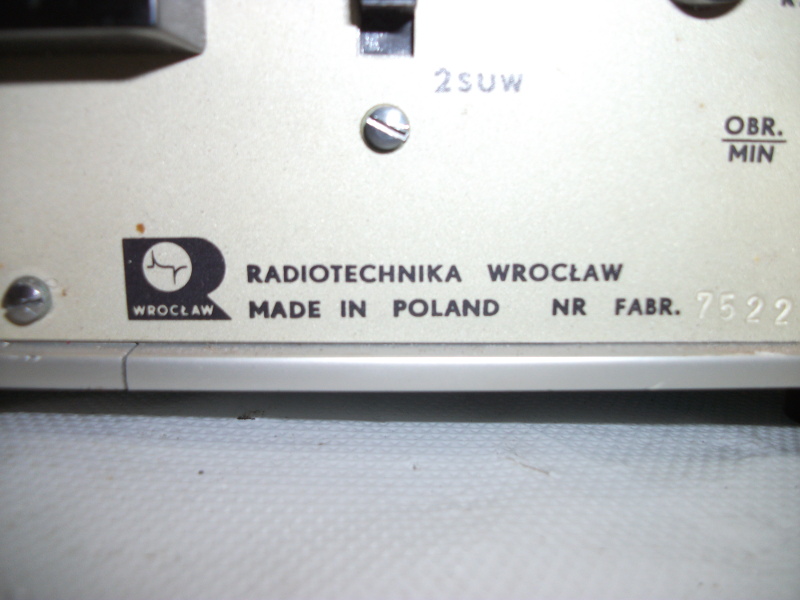 2SUW
OBR.
MIN
WROCŁAW
RADIOTECHNIKA WROCŁAW
MADE IN POLAND NR FABR. 7522